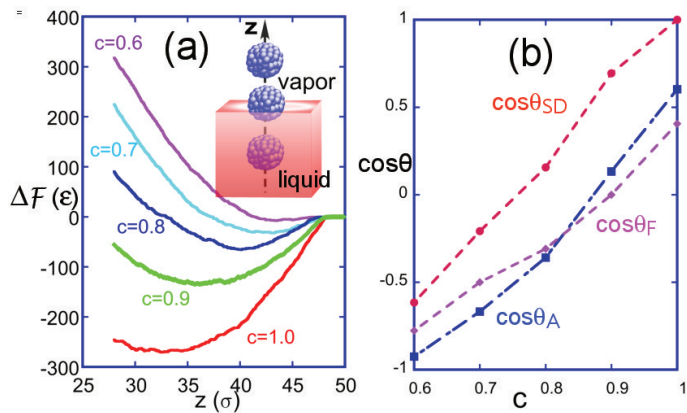 =
400
300
200
100
0
-100
-200
-300
ΔF (ε)
25
30
35
40
45
50
z (σ)
(a)
c=0.6
c=0.7
c=0.8
c=0.9
c=1.0
z
vapor
liquid
(b)
1
0.5
0
-0.5
-1
cosθ
0.6
0.7
0.8
0.9
1
c
cosθSD
cosθF
cosθA